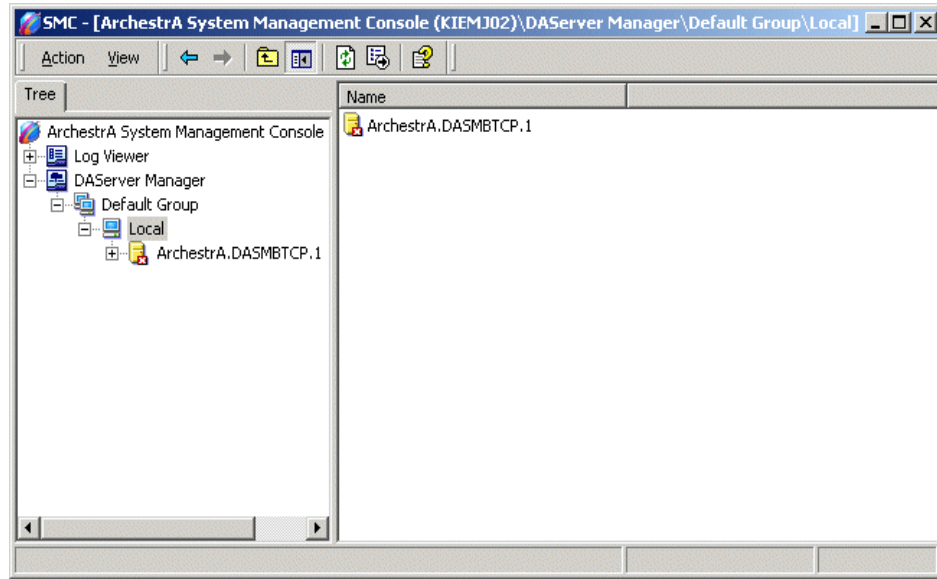 SMC - [ArchestrA System Management Console (KIEMJ02)\DAServer Manager\Default Group\Local]
Action View
Tree
Name
ArchestrA System Management Console
ArchestrA.DASMBTCP.1
Log Viewer
DAServer Manager
Default Group
Local
ArchestrA.DASMBTCP.1